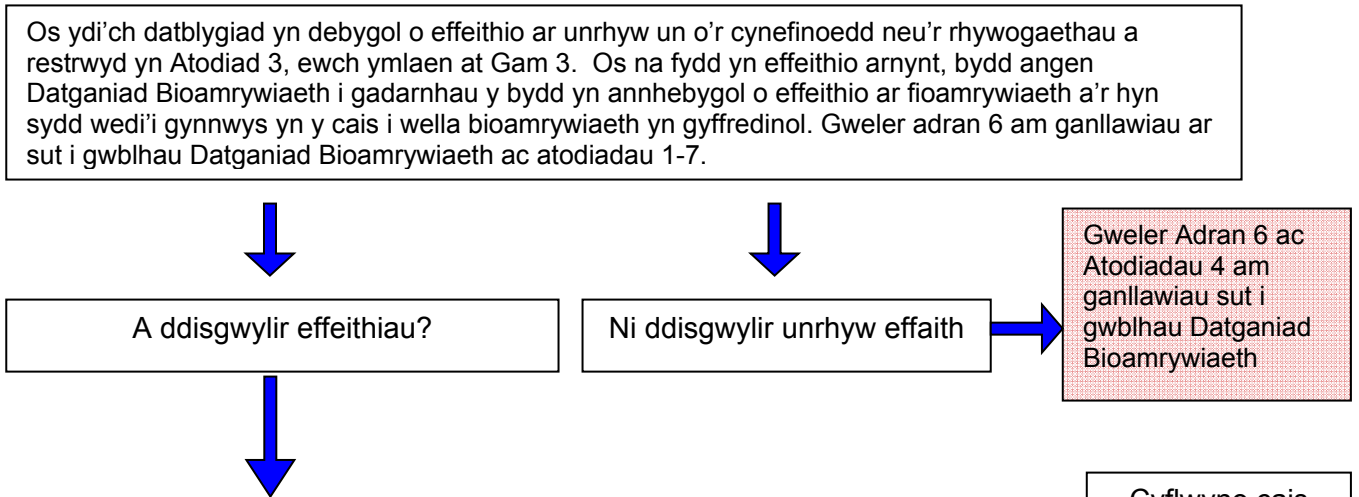 Os ydi'ch datblygiad yn debygol o effeithio ar unrhyw un o'r cynefinoedd neu'r rhywogaethau a
restrwyd yn Atodiad 3, ewch ymlaen at Gam 3. Os na fydd yn effeithio arnynt, bydd angen
Datganiad Bioamrywiaeth i gadarnhau y bydd yn annhebygol o effeithio ar fioamrywiaeth a'r hyn
sydd wedi'i gynnwys yn y cais i wella bioamrywiaeth yn gyffredinol. Gweler adran 6 am ganllawiau ar
sut i gwblhau Datganiad Bioamrywiaeth ac atodiadau 1-7.
A ddisgwylir effeithiau?
Ni ddisgwylir unrhyw effaith
Gweler Adran 6 ac
Atodiadau 4 am
ganllawiau sut i
gwblhau Datganiad
Bioamrywiaeth
Cyflwyno cais